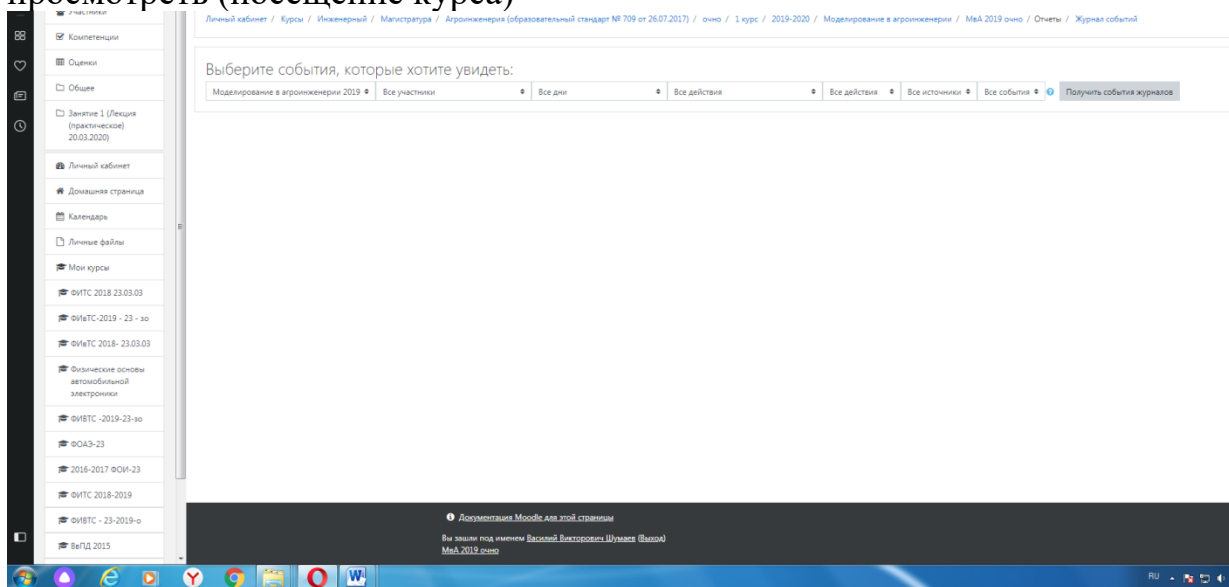 просмотреть (посещение курса)
Участники
Личный кабинет / Курсы / Инженерный / Магистратура / Агроинженерия (образовательный стандарт № 709 от 26.07.2017) / очно / 1 курс / 2019-2020 / Моделирование в агроинженерии / МвА 2019 очно / Отчеты / Журнал событий
Компетенции
Оценки
Общее
Занятие 1 (Лекция
(практическое)
20.03.2020)
Личный кабинет
Домашняя страница
Календарь
Личные файлы
Мои курсы
ФИТС 2018 23.03.03
ФИвТС-2019 - 23 - зо
ФИвТС 2018- 23.03.03
Физические основы
автомобильной
электроники
ФИВТС -2019-23-зо
ФОАЭ-23
2016-2017 ФОИ-23
ФИТС 2018-2019
ФИВТС - 23-2019-о
ВеПД 2015
Выберите события, которые хотите увидеть:
Моделирование в агроинженерии 2019 Все участники Все дни Все действия Все действия Все источники Все события Получить события журналов
Документация Moodle для этой страницы
Вы зашли под именем Василий Викторович Шумаев (Выход)
МвА 2019 очно
RU